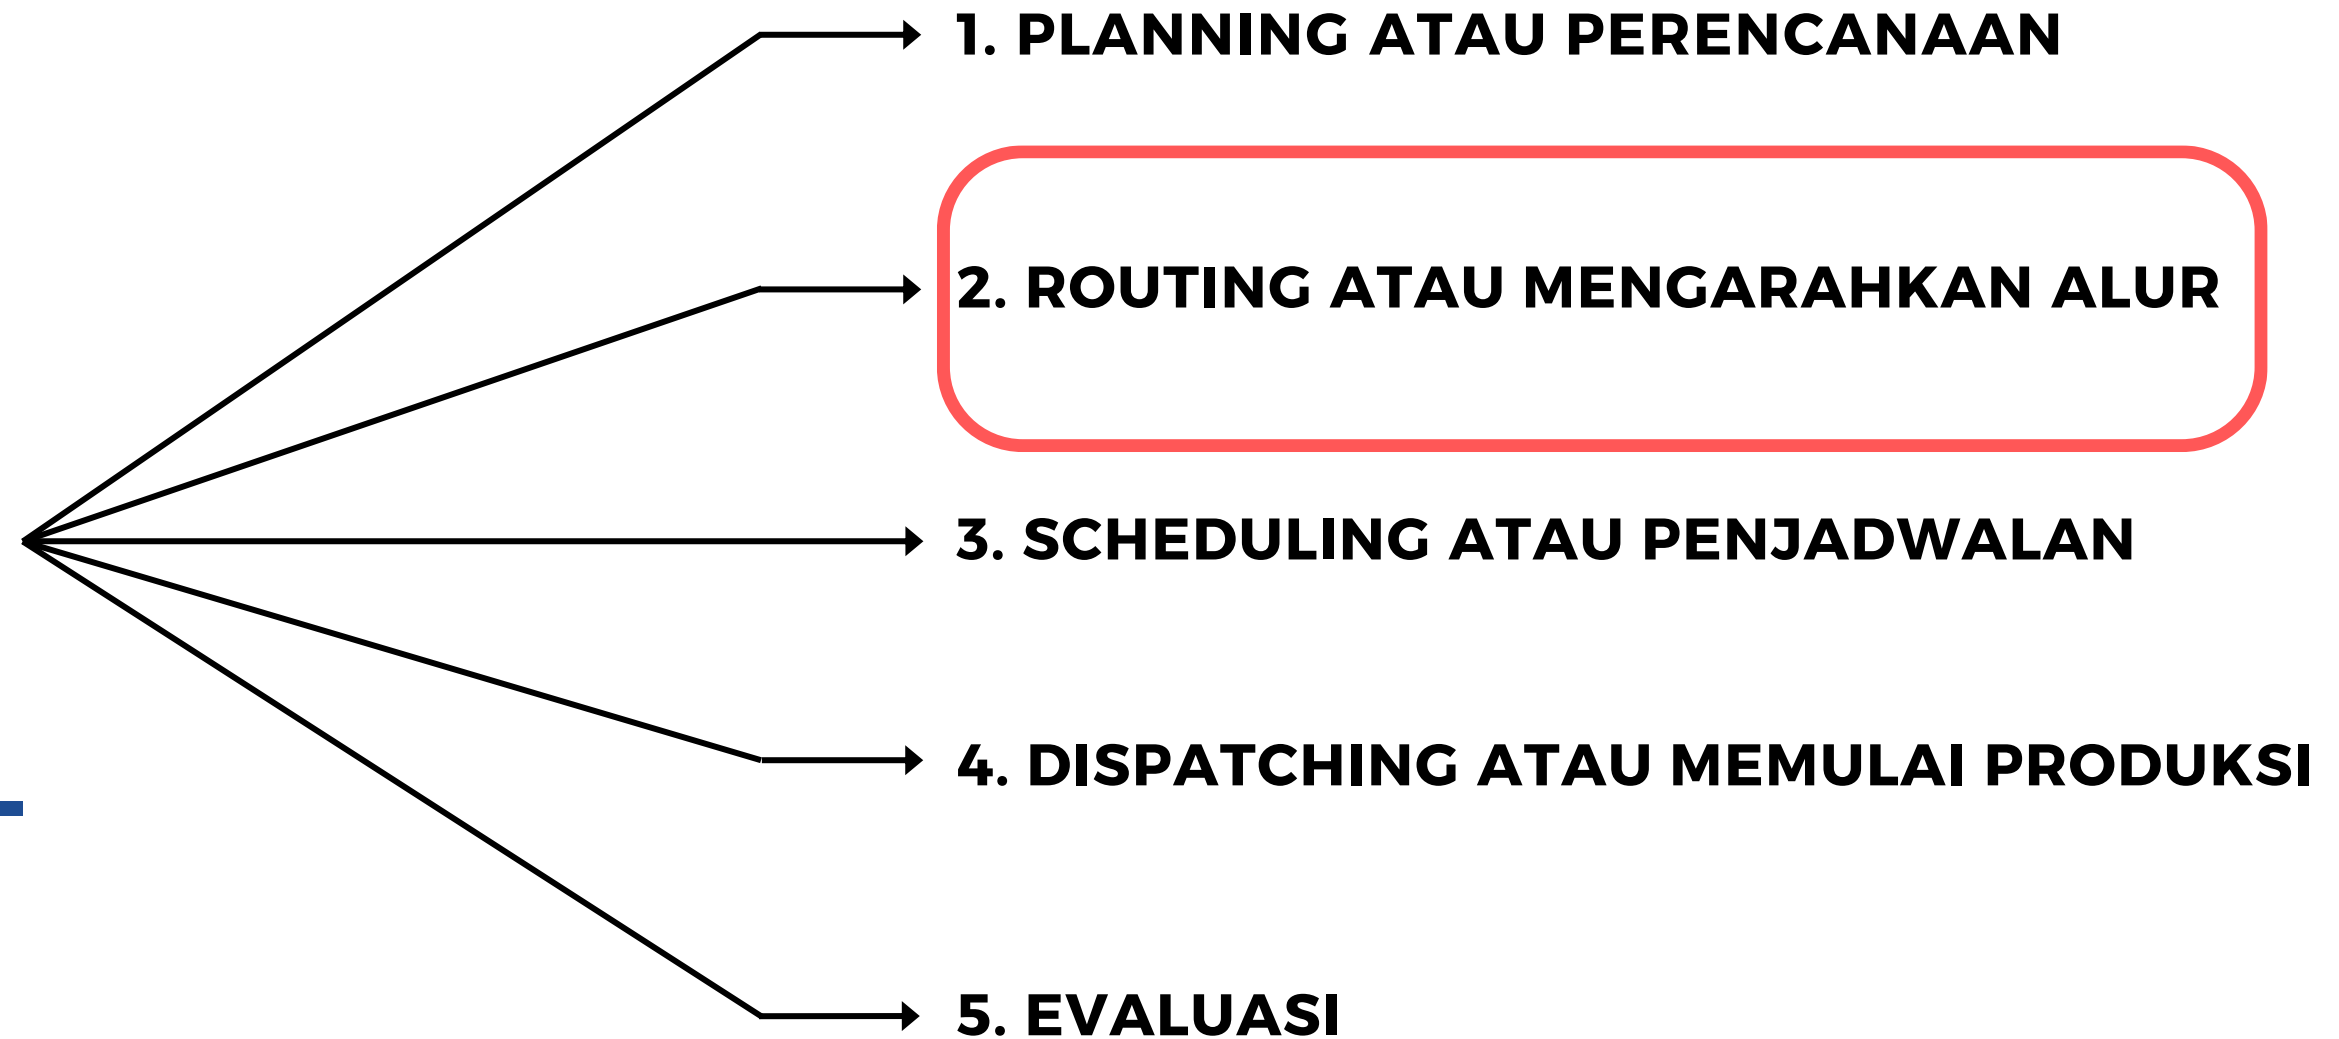 1. PLANNING ATAU PERENCANAAN
2. ROUTING ATAU MENGARAHKAN ALUR
3. SCHEDULING ATAU PENJADWALAN
4. DISPATCHING ATAU MEMULAI PRODUKSI
5. EVALUASI